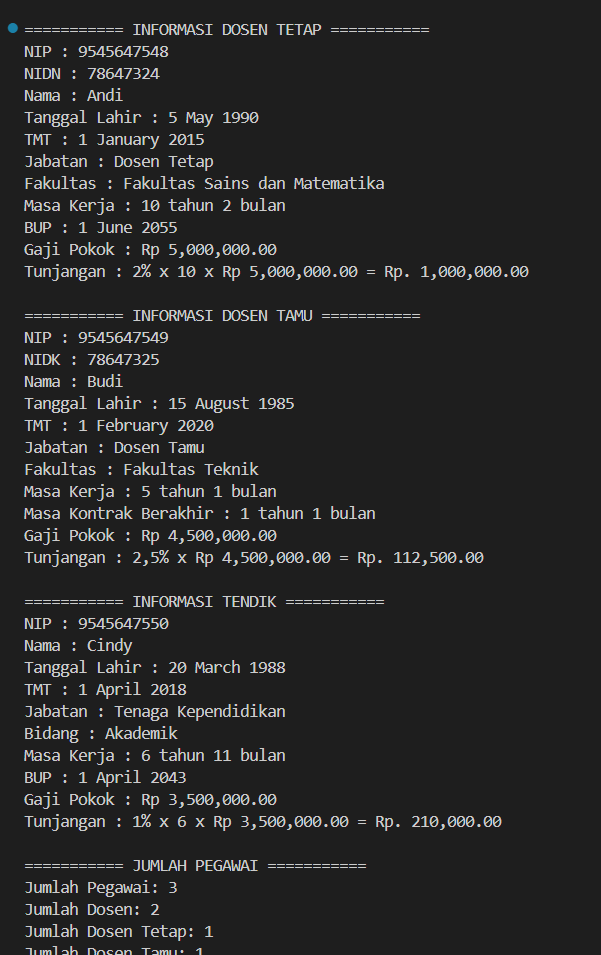 =========== INFORMASI DOSEN TETAP ===========
NIP : 9545647548
NIDN : 78647324
Nama : Andi
Tanggal Lahir : 5 May 1990
TMT : 1 January 2015
Jabatan : Dosen Tetap
Fakultas : Fakultas Sains dan Matematika
Masa Kerja : 10 tahun 2 bulan
BUP : 1 June 2055
Gaji Pokok : Rp 5,000,000.00
Tunjangan : 2% x 10 x Rp 5,000,000.00 = Rp. 1,000,000.00
=========== INFORMASI DOSEN TAMU ===========
NIP : 9545647549
NIDK : 78647325
Nama : Budi
Tanggal Lahir : 15 August 1985
TMT : 1 February 2020
Jabatan : Dosen Tamu
Fakultas : Fakultas Teknik
Masa Kerja : 5 tahun 1 bulan
Masa Kontrak Berakhir : 1 tahun 1 bulan
Gaji Pokok : Rp 4,500,000.00
Tunjangan : 2,5% x Rp 4,500,000.00 = Rp. 112,500.00
=========== INFORMASI TENDIK ===========
NIP : 9545647550
Nama : Cindy
Tanggal Lahir : 20 March 1988
TMT : 1 April 2018
Jabatan : Tenaga Kependidikan
Bidang : Akademik
Masa Kerja : 6 tahun 11 bulan
BUP : 1 April 2043
Gaji Pokok : Rp 3,500,000.00
Tunjangan : 1% x 6 x Rp 3,500,000.00 = Rp. 210,000.00
=========== JUMLAH PEGAWAI ===========
Jumlah Pegawai: 3
Jumlah Dosen: 2
Jumlah Dosen Tetap: 1
Jumlah Dosen Tamu: 1